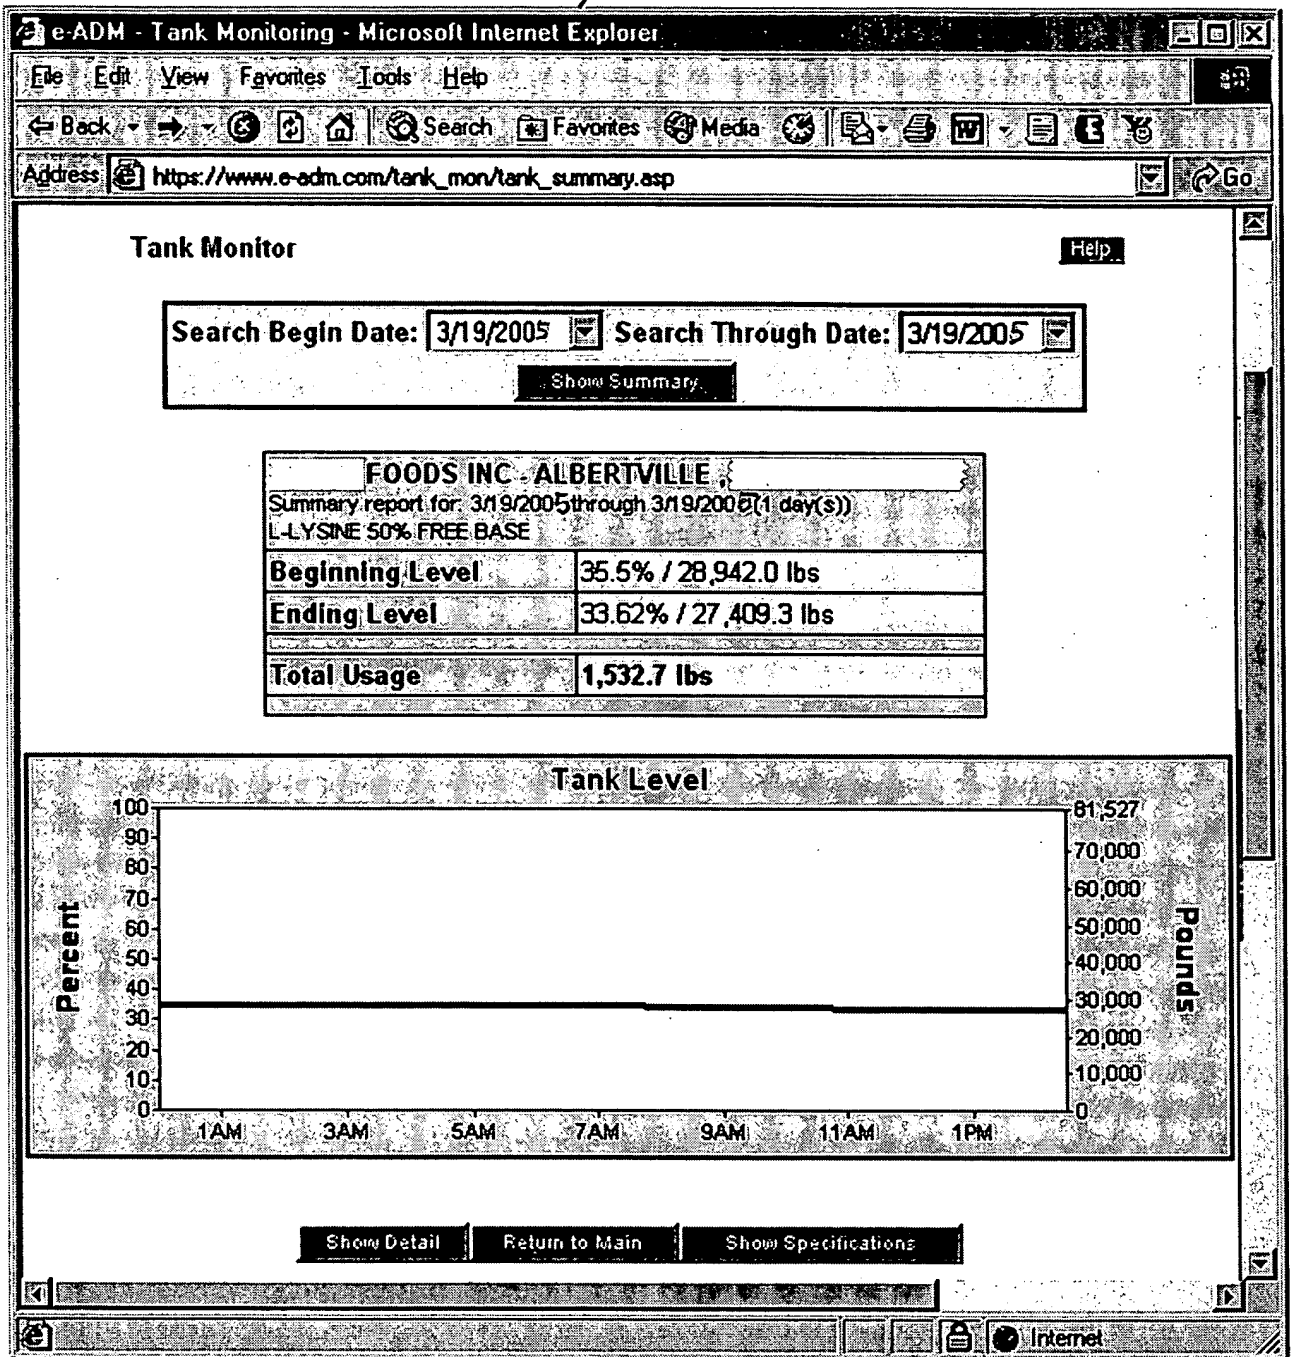 e-ADM - Tank Monitoring - Microsoft Internet Explorer
File Edit View Favorites Tools Help
Back Search Favorites Media
Address https://www.e-adm.com/tank_mon/tank_summary.asp Go
Tank Monitor Help
Search Begin Date: 3/19/2005 Search Through Date: 3/19/2005
Show Summary
FOODS INC - ALBERTVILLE ,
Summary report for: 3/19/2005through 3/19/2005(1 day(s))
L-LYSINE 50% FREE BASE
Beginning Level 35.5% / 28,942.0 lbs
Ending Level 33.62% / 27,409.3 lbs
Total Usage 1,532.7 lbs
Tank Level
100 81,527
90
80 70,000
70 60,000
60 50,000
50 40,000
40 30,000
30 20,000
20 10,000
10
0 0
Percent
Pounds
1AM 3AM 5AM 7AM 9AM 11AM 1PM
Show Detail Return to Main Show Specifications
Internet